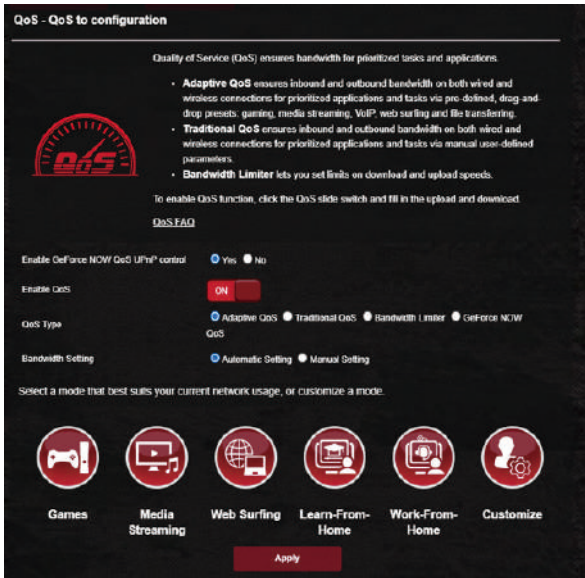 QoS - QoS to configuration
Quality of Service (QoS) ensures bandwidth for prioritized tasks and applications.
• Adaptive QoS ensures inbound and outbound bandwidth on both wired and
wireless connections for prioritized applications and tasks via pre-defined, drag-and-
drop presets: gaming, media streaming, VoIP, web surfing and file transferring.
• Traditional QoS ensures inbound and outbound bandwidth on both wired and
wireless connections for prioritized applications and tasks via manual user-defined
parameters.
• Bandwidth Limiter lets you set limits on download and upload speeds.
QoS
To enable QoS function, click the QoS slide switch and fill in the upload and download.
QoS FAQ
Enable GeForce NOW QoS UPnP control Yes No
Enable QoS ON
QoS Type Adaptive QoS Traditional QoS Bandwidth Limiter GeForce NOW
QoS
Bandwidth Setting Automatic Setting Manual Setting
Select a mode that best suits your current network usage, or customize a mode.
Games Media Web Surfing Learn-From- Work-From- Customize
Streaming Home Home
Apply